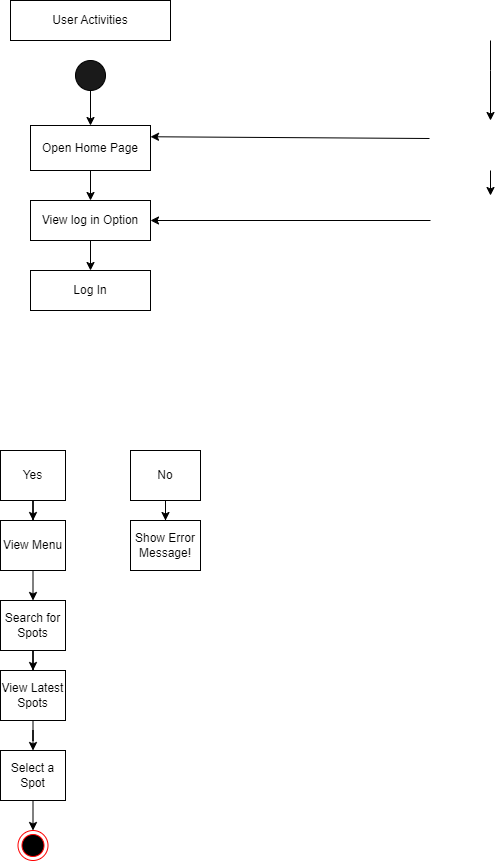 User Activities
Open Home Page
View log in Option
Log In
Yes
No
View Menu
Show Error
Message!
Search for
Spots
View Latest
Spots
Select a
Spot